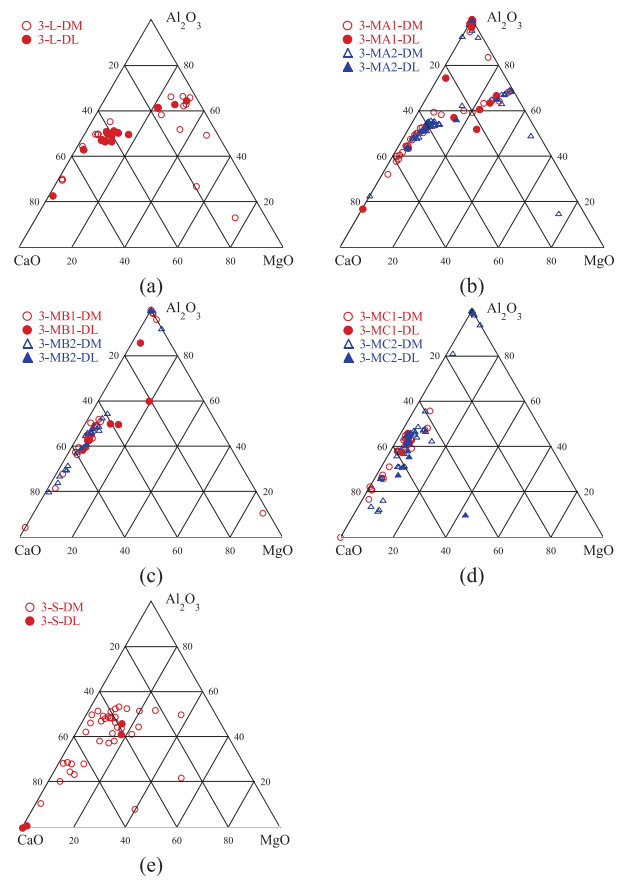 3-L-DM
3-L-DL
Al2O3
20
20
40
40
60
60
80
80
CaO
20
40
60
80
MgO
(a)
3-MA1-DM
3-MA1-DL
3-MA2-DM
3-MA2-DL
Al2O3
20
20
40
40
60
60
80
80
CaO
20
40
60
80
MgO
(b)
3-MB1-DM
3-MB1-DL
3-MB2-DM
3-MB2-DL
Al2O3
20
20
40
40
60
60
80
80
CaO
20
40
60
80
MgO
(c)
3-MC1-DM
3-MC1-DL
3-MC2-DM
3-MC2-DL
Al2O3
20
20
40
40
60
60
80
80
CaO
20
40
60
80
MgO
(d)
3-S-DM
3-S-DL
Al2O3
20
20
40
40
60
60
80
80
CaO
20
40
60
80
MgO
(e)